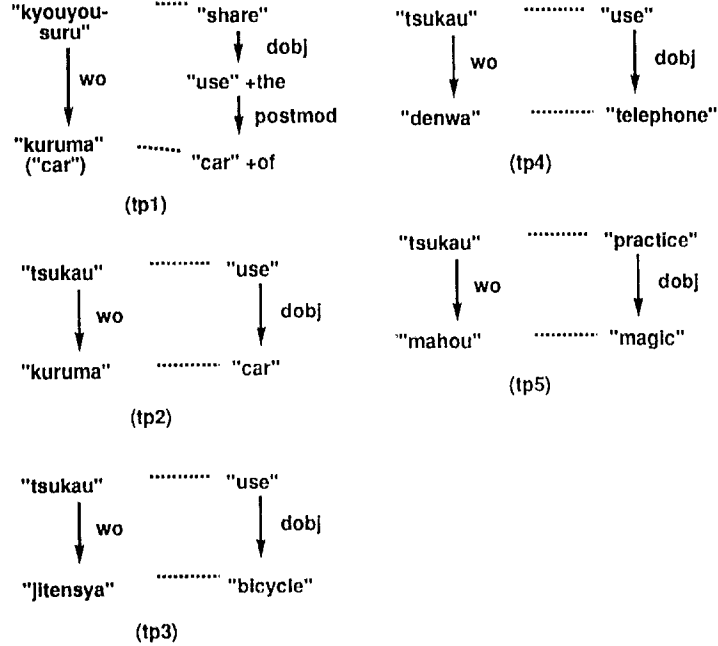 "kyouyou-
suru"
"share"
wo
dobj
"use" +the
postmod
"kuruma"
("car")
"car" +of
(tp1)
"tsukau"
"use"
wo
dobj
"kuruma"
"car"
(tp2)
"tsukau"
"use"
wo
dobj
"jitensya"
"bicycle"
(tp3)
"tsukau"
"use"
wo
dobj
"denwa"
"telephone"
(tp4)
"tsukau"
"practice"
wo
dobj
"mahou"
"magic"
(tp5)